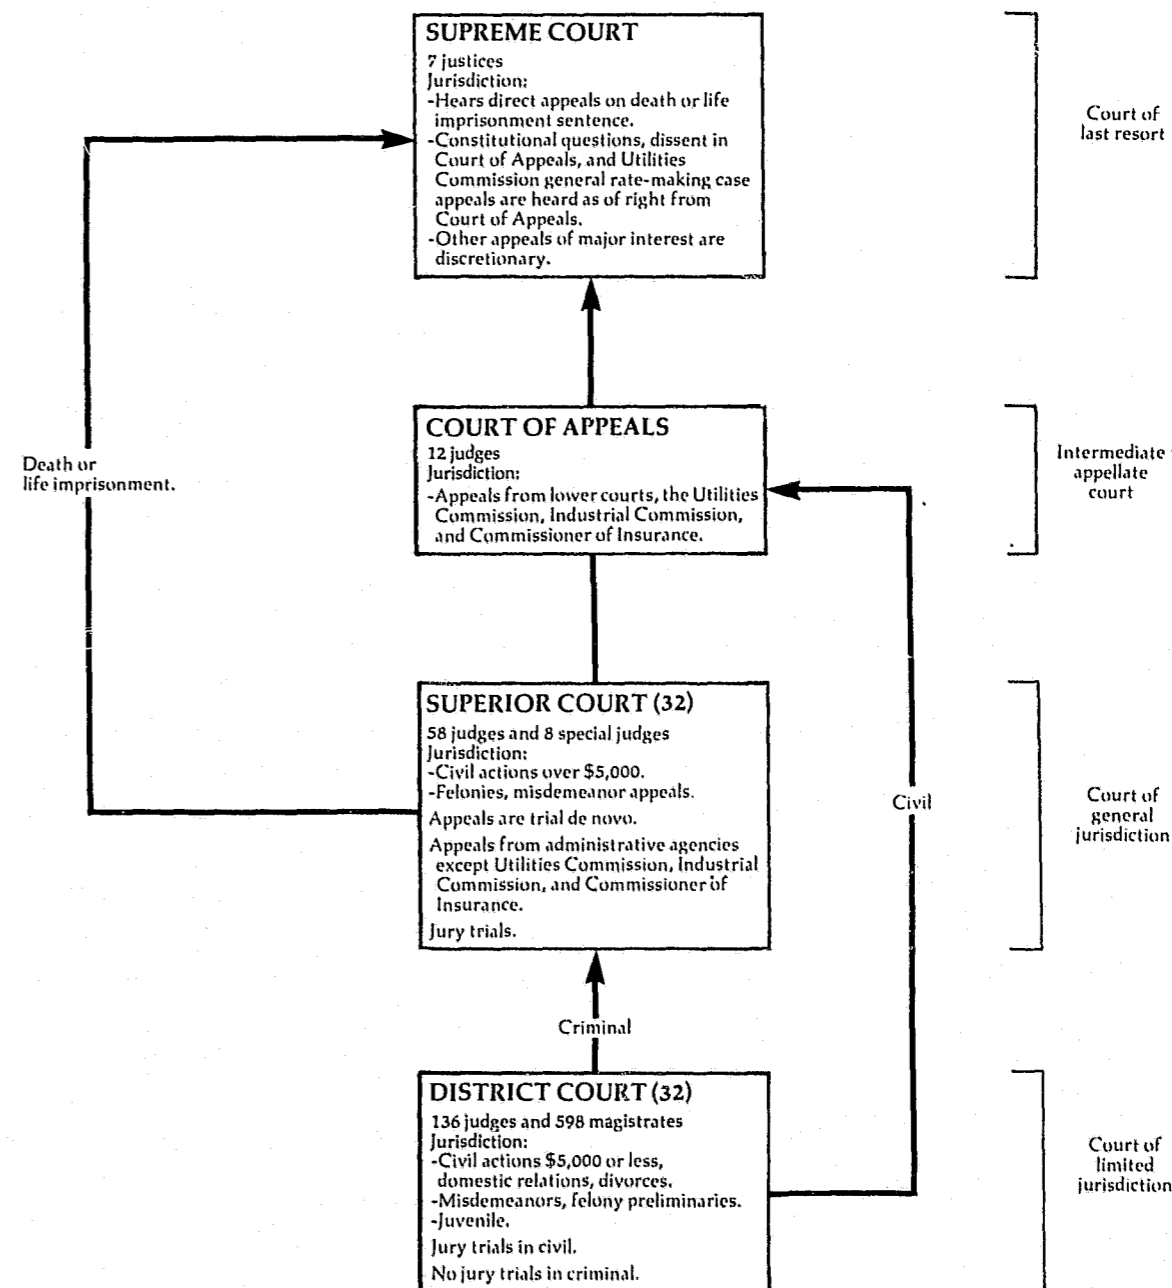 SUPREME COURT
7 justices
Jurisdiction:
-Hears direct appeals on death or life
imprisonment sentence.
-Constitutional questions, dissent in
Court of Appeals, and Utilities
Commission general rate-making case
appeals are heard as of right from
Court of Appeals.
-Other appeals of major interest are
discretionary.
Court of
last resort
COURT OF APPEALS
12 judges
Jurisdiction:
-Appeals from lower courts, the Utilities
Commission, Industrial Commission,
and Commissioner of Insurance.
Intermediate
appellate
court
Death or
life imprisonment.
SUPERIOR COURT (32)
58 judges and 8 special judges
Jurisdiction:
-Civil actions over $5,000.
-Felonies, misdemeanor appeals.
Appeals are trial de novo.
Appeals from administrative agencies
except Utilities Commission, Industrial
Commission, and Commissioner of
Insurance.
Jury trials.
Civil
Court of
general
jurisdiction
Criminal
DISTRICT COURT (32)
136 judges and 598 magistrates
Jurisdiction:
-Civil actions $5,000 or less,
domestic relations, divorces.
-Misdemeanors, felony preliminaries.
-Juvenile.
Jury trials in civil.
No jury trials in criminal.
Court of
limited
jurisdiction